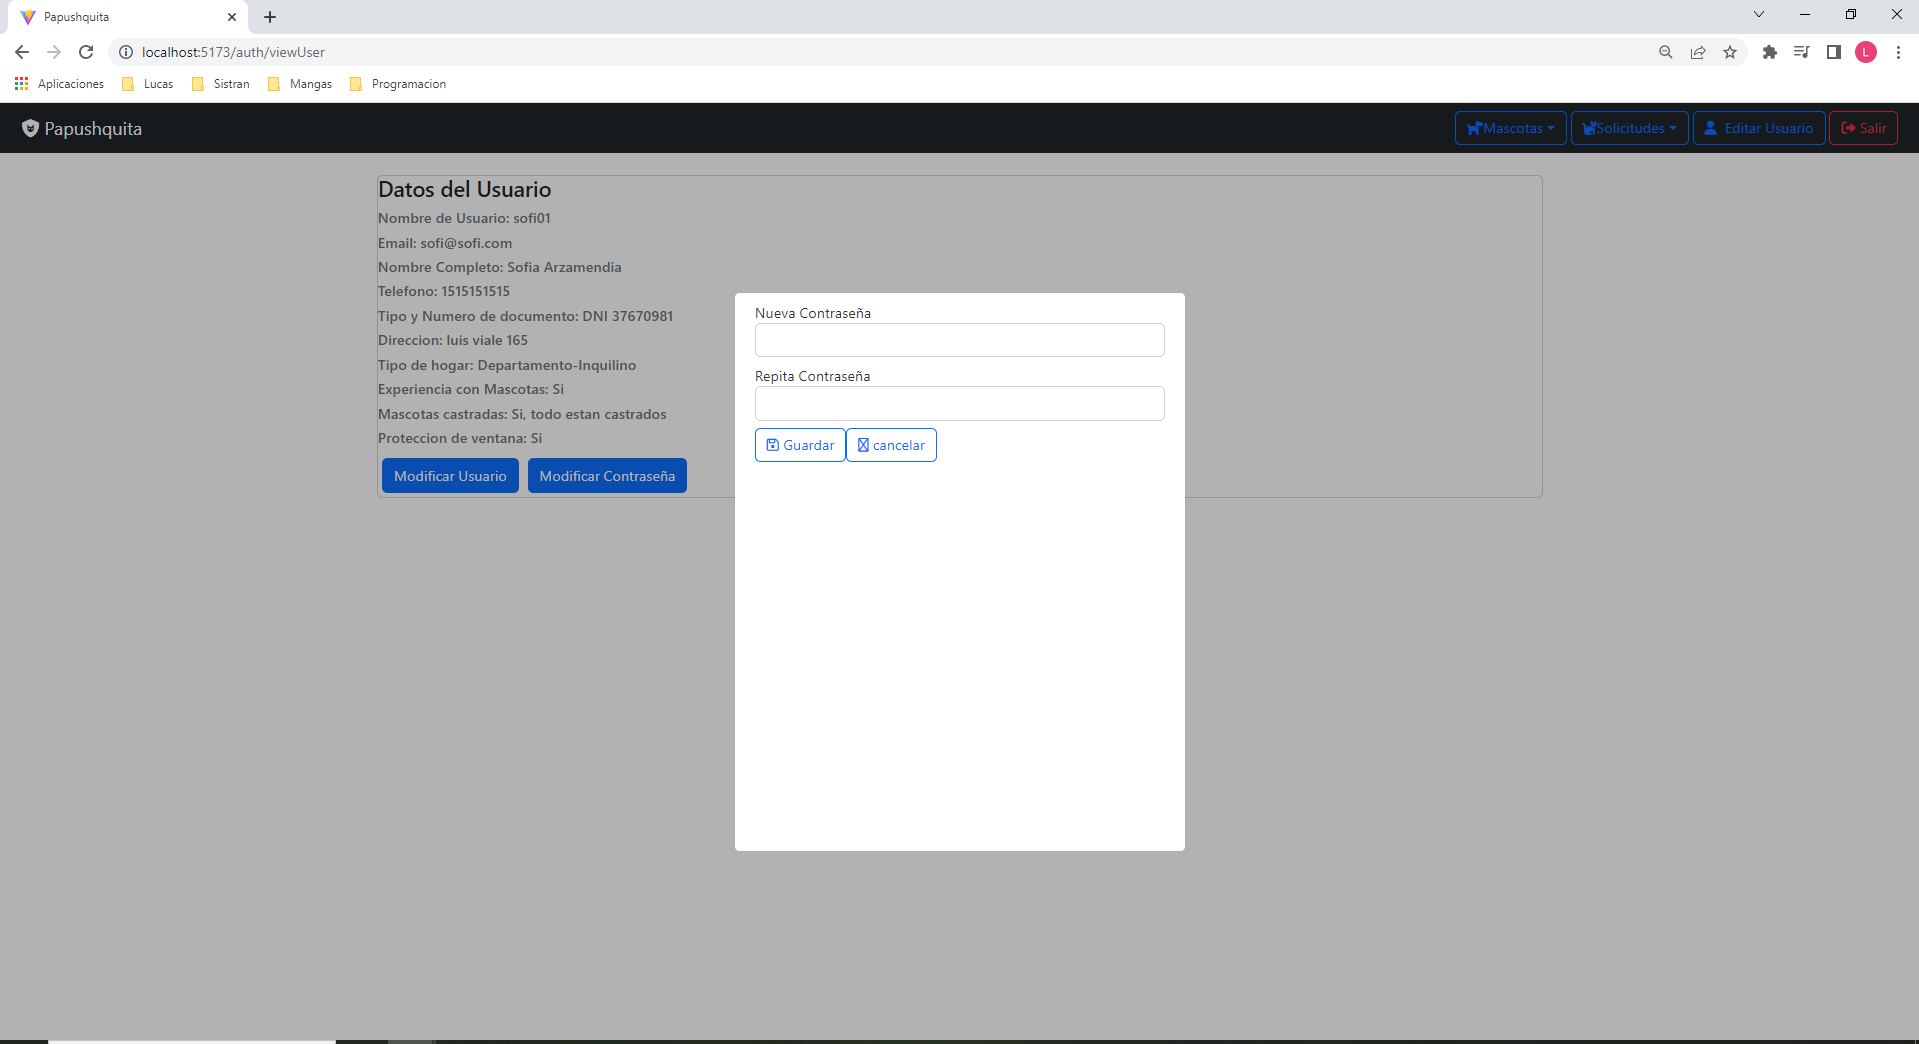 Papushquita
localhost:5173/auth/viewUser
L
Aplicaciones Lucas Sistran Mangas Programacion
Papushquita
Mascotas Solicitudes Editar Usuario Salir
Datos del Usuario
Nombre de Usuario: sofi01
Email: sofi@sofi.com
Nombre Completo: Sofia Arzamendia
Telefono: 1515151515
Tipo y Numero de documento: DNI 37670981
Direccion: luis viale 165
Tipo de hogar: Departamento-Inquilino
Experiencia con Mascotas: Si
Mascotas castradas: Si, todo estan castrados
Proteccion de ventana: Si
Modificar Usuario Modificar Contraseña
Nueva Contraseña
Repita Contraseña
Guardar cancelar